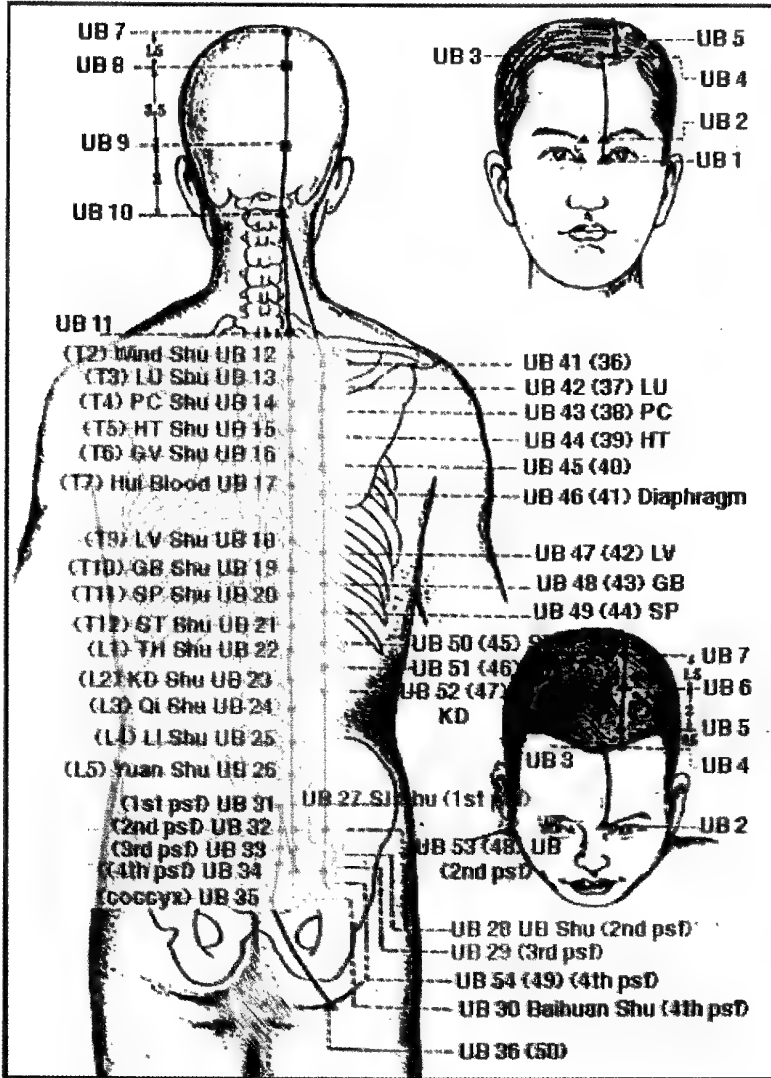 UB 7
1.5
UB 8
3.5
UB 9
UB 10
UB 11
(T2) Wind Shu UB 12
(T3) LU Shu UB 13
(T4) PC Shu UB 14
(T5) HT Shu UB 15
(T6) GV Shu UB 16
(T7) Hui Blood UB 17
(T9) LV Shu UB 18
(T10) GB Shu UB 19
(T11) SP Shu UB 20
(T12) ST Shu UB 21
(L1) TH Shu UB 22
(L2) KD Shu UB 23
(L3) Qi Shu UB 24
(L4) LI Shu UB 25
(L5) Yuan Shu UB 26
(1st psf) UB 31
(2nd psf) UB 32
(3rd psf) UB 33
(4th psf) UB 34
(coccyx) UB 35
UB 3
UB 5
UB 4
UB 2
UB 1
UB 41 (36)
UB 42 (37) LU
UB 43 (38) PC
UB 44 (39) HT
UB 45 (40)
UB 46 (41) Diaphragm
UB 47 (42) LV
UB 48 (43) GB
UB 49 (44) SP
UB 50 (45)
UB 51 (46)
UB 52 (47)
KD
UB 27 SI Shu (1st psf)
UB 53 (48) UB
(2nd psf)
UB 28 UB Shu (2nd psf)
UB 29 (3rd psf)
UB 54 (49) (4th psf)
UB 30 Baihuan Shu (4th psf)
UB 36 (50)
UB 7
1.5
UB 6
UB 5
UB 4
UB 3
UB 2